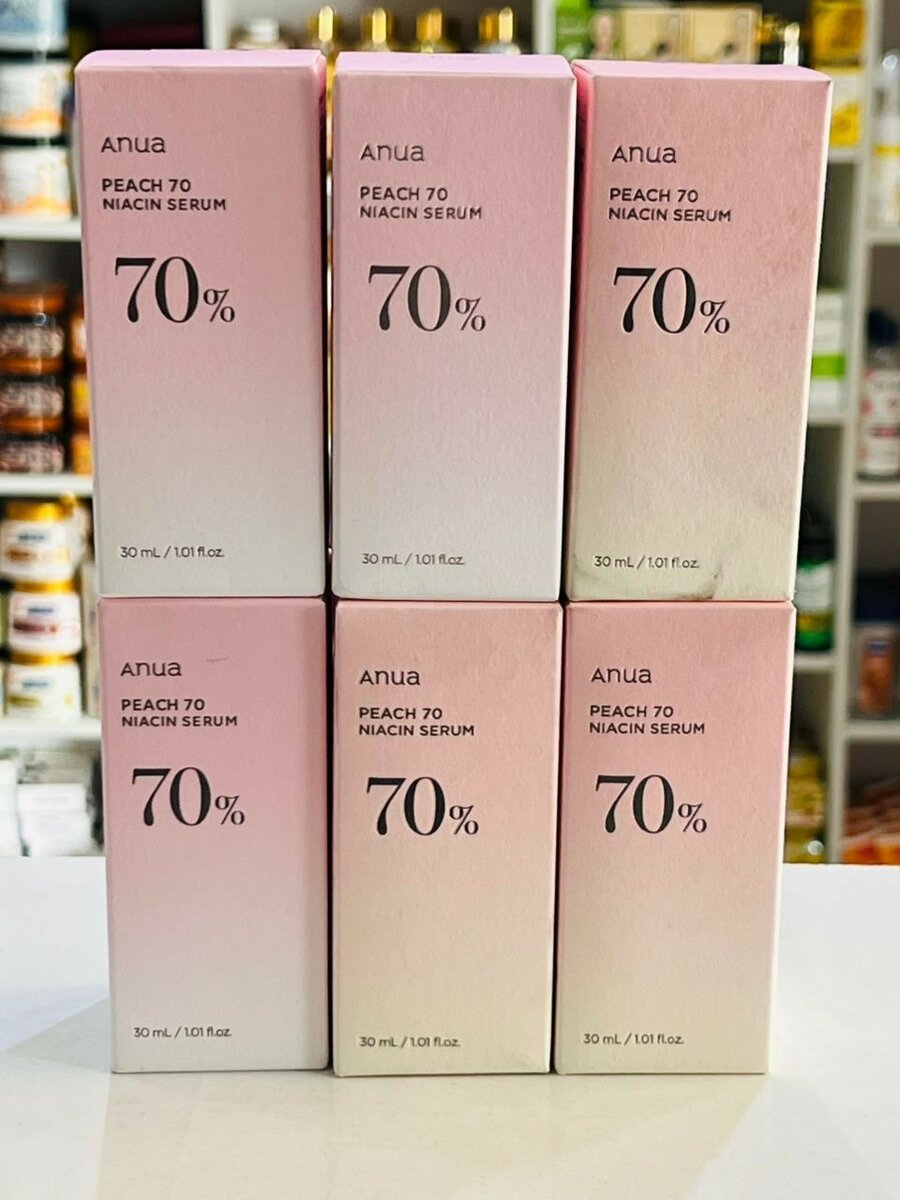 Anua
PEACH 70
NIACIN SERUM
70%
30 mL / 1.01 fl.oz.
Anua
PEACH 70
NIACIN SERUM
70%
30 mL / 1.01 fl.oz.
Anua
PEACH 70
NIACIN SERUM
70%
30 mL / 1.01 fl.oz.
Anua
PEACH 70
NIACIN SERUM
70%
30 mL / 1.01 fl.oz.
Anua
PEACH 70
NIACIN SERUM
70%
30 mL / 1.01 fl.oz.
Anua
PEACH 70
NIACIN SERUM
70%
30 mL / 1.01 fl.oz.